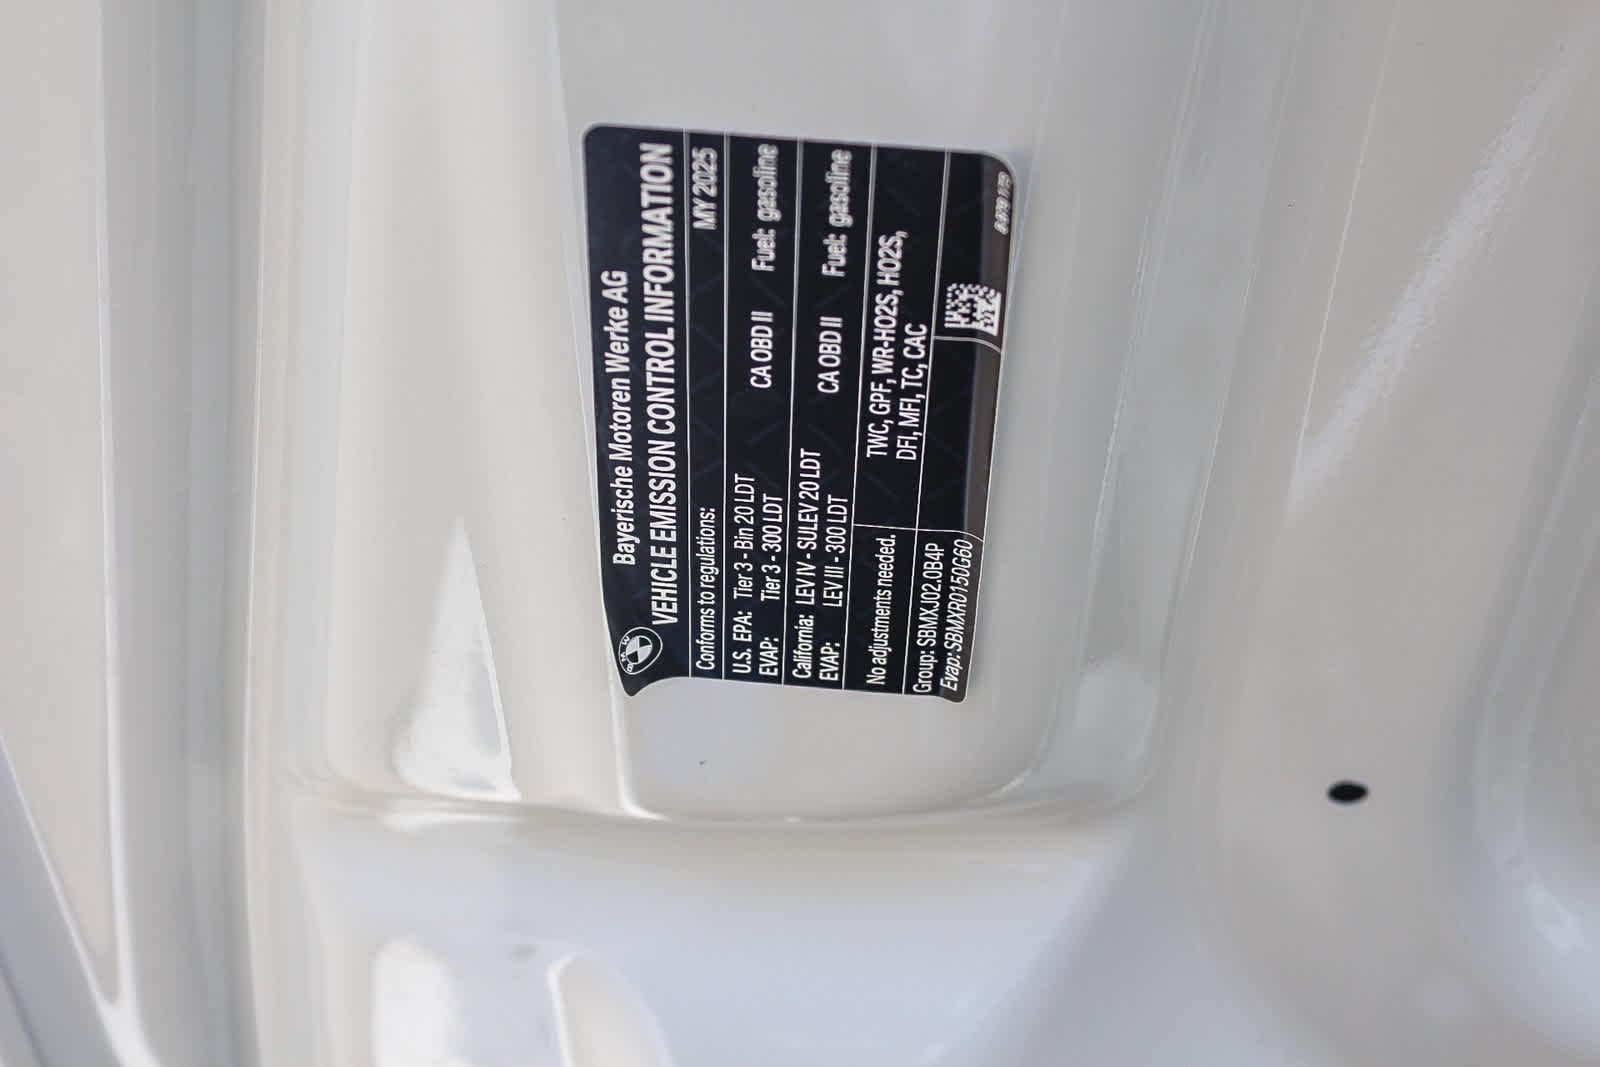 BMW
Bayerische Motoren Werke AG
VEHICLE EMISSION CONTROL INFORMATION
Conforms to regulations: MY 2025
U.S. EPA: Tier 3 - Bin 20 LDT CA OBD II Fuel: gasoline
EVAP: Tier 3 - 300 LDT
California: LEV IV - SULEV 20 LDT CA OBD II Fuel: gasoline
EVAP: LEV III - 300 LDT
No adjustments needed. TWC, GPF, WR-HO2S, HO2S,
DFI, MFI, TC, CAC
Group: SBMXJ02.0B4P
Evap: SBMXR0150G60